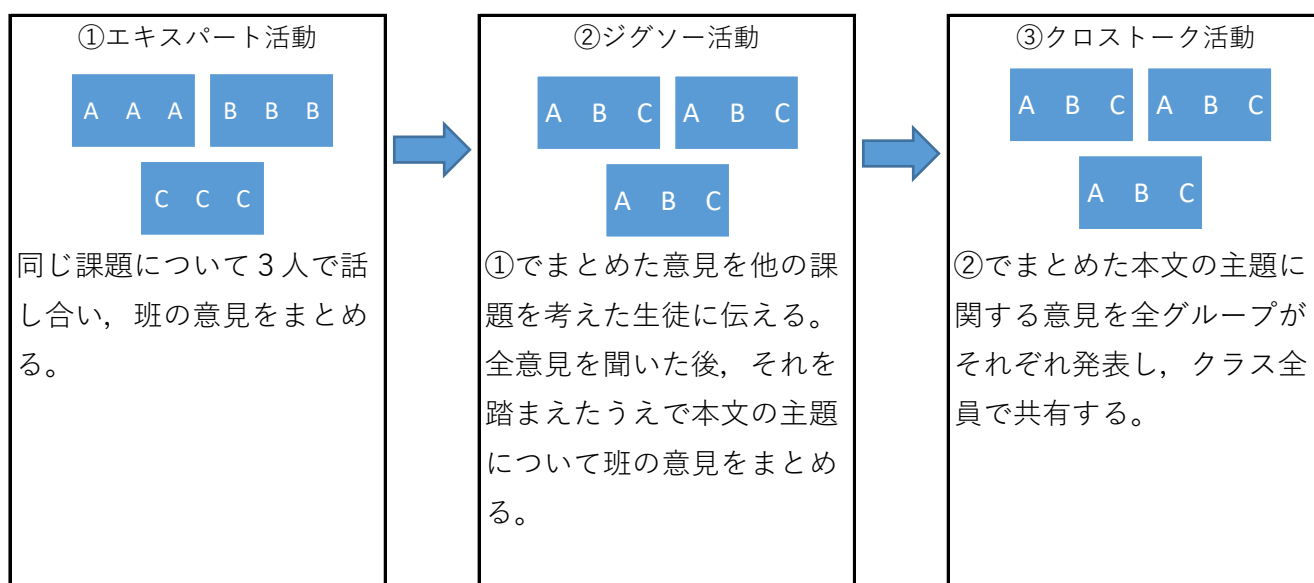 ①エキスパート活動
A A A
B B B
C C C
同じ課題について3人で話
し合い，班の意見をまとめ
る。
②ジグソー活動
A B C
A B C
A B C
①でまとめた意見を他の課
題を考えた生徒に伝える。
全意見を聞いた後，それを
踏まえたうえで本文の主題
について班の意見をまとめ
る。
③クロストーク活動
A B C
A B C
A B C
②でまとめた本文の主題に
関する意見を全グループが
それぞれ発表し，クラス全
員で共有する。